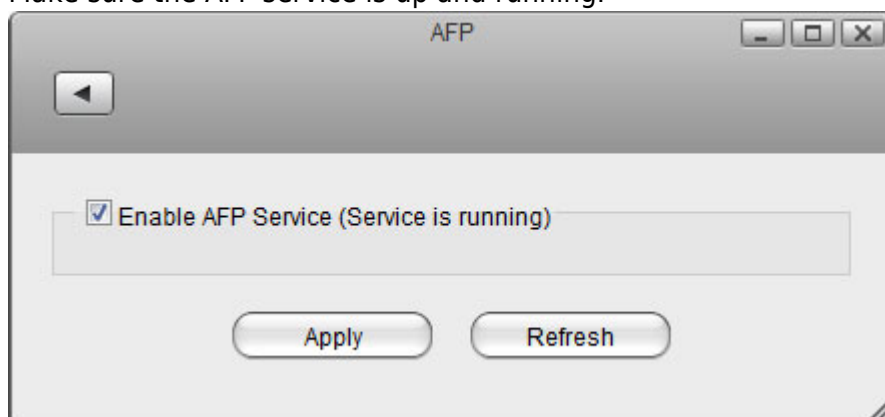 Make sure the AFP service is up and running.
AFP
Enable AFP Service (Service is running)
Apply
Refresh